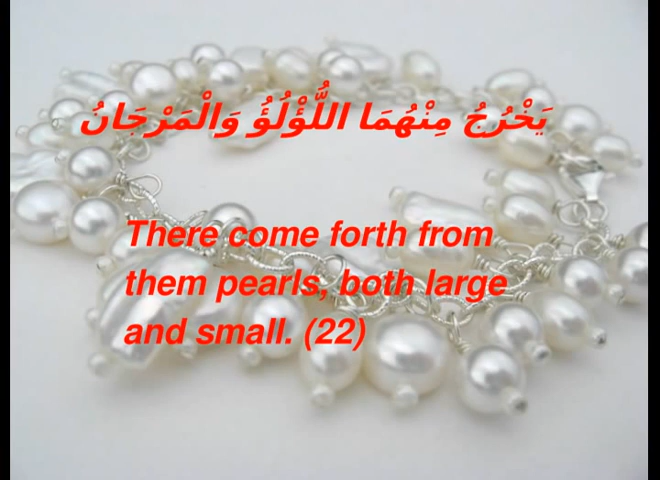 يَخْرُجُ مِنْهُمَا اللُّؤْلُؤُ وَالْمَرْجَانُ
There come forth from
them pearls, both large
and small. (22)